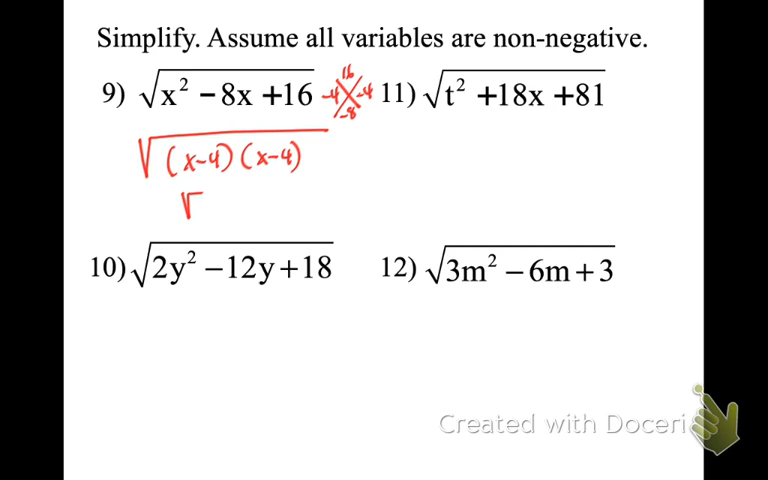 Simplify. Assume all variables are non-negative.
9) √(x² − 8x + 16)
16
-4 -4
-8
11) √(t² + 18x + 81)
√((x-4)(x-4))
√
10) √(2y² − 12y + 18)
12) √(3m² − 6m + 3)
Created with Doceri